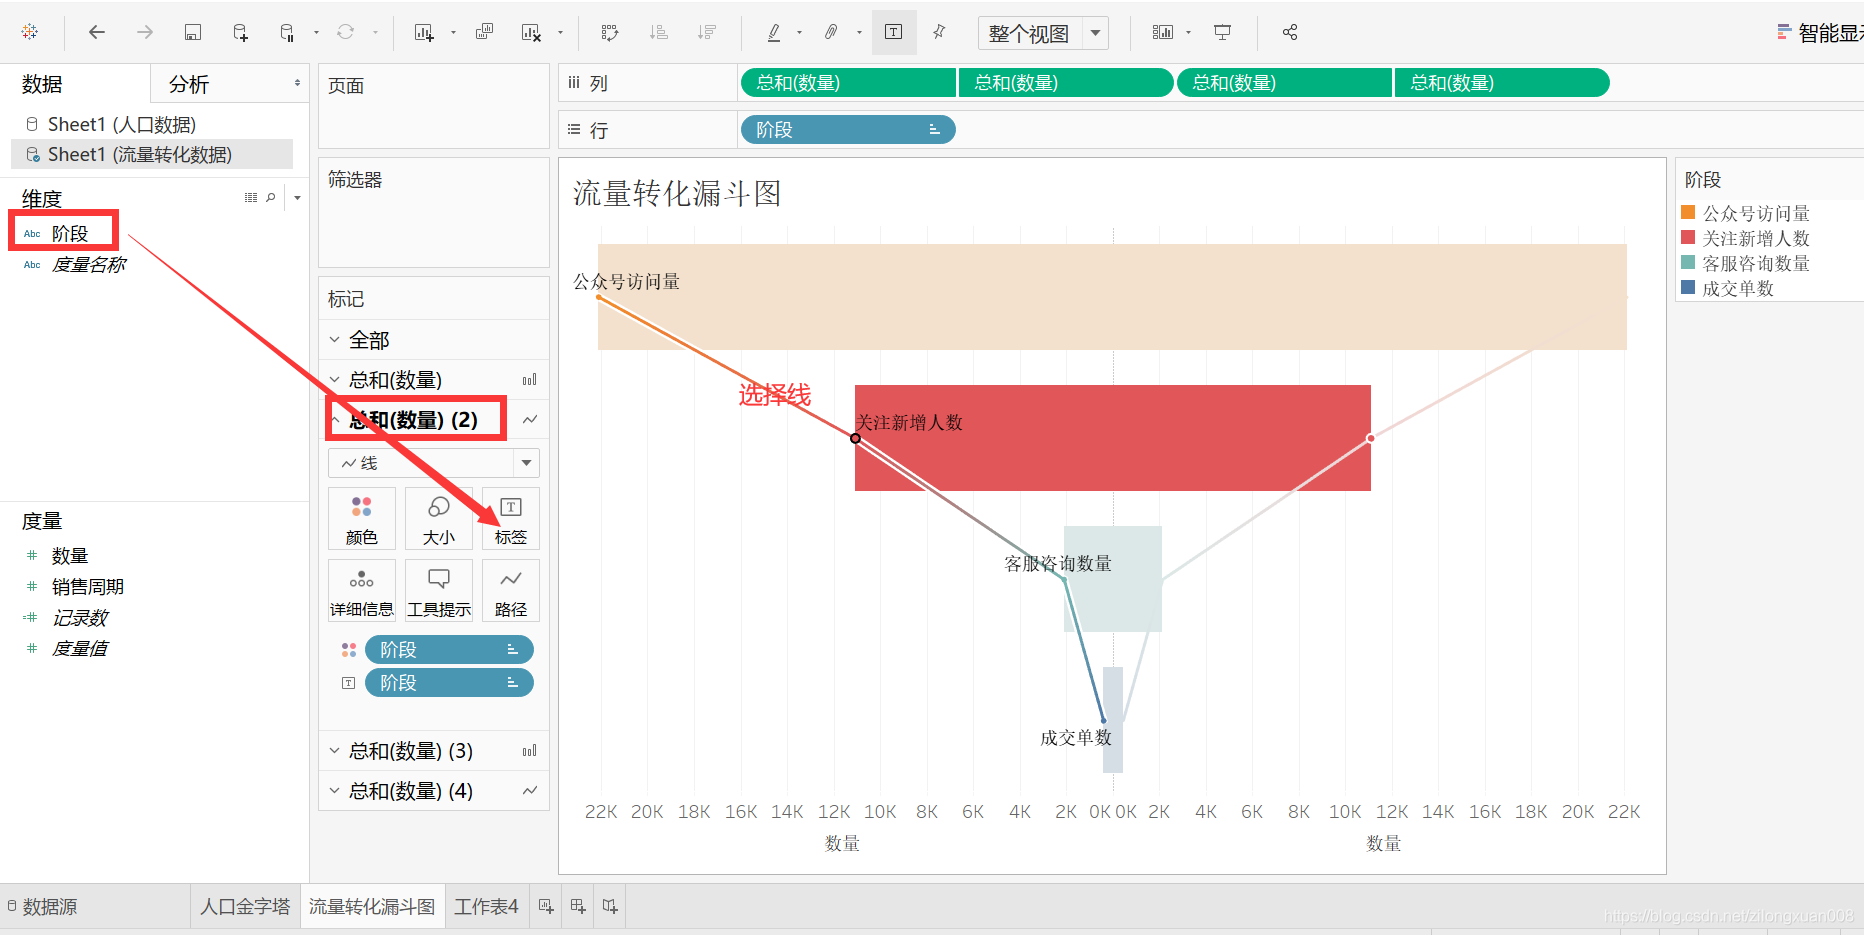 整个视图
智能显示
数据
分析
Sheet1 (人口数据)
Sheet1 (流量转化数据)
维度
Abc 阶段
Abc 度量名称
度量
# 数量
# 销售周期
=# 记录数
# 度量值
页面
筛选器
标记
全部
总和(数量)
总和(数量) (2)
线
颜色
大小
标签
详细信息
工具提示
路径
阶段
阶段
总和(数量) (3)
总和(数量) (4)
列
总和(数量)
总和(数量)
总和(数量)
总和(数量)
行
阶段
流量转化漏斗图
公众号访问量
选择线
关注新增人数
客服咨询数量
成交单数
22K 20K 18K 16K 14K 12K 10K 8K 6K 4K 2K 0K 0K 2K 4K 6K 8K 10K 12K 14K 16K 18K 20K 22K
数量
数量
阶段
公众号访问量
关注新增人数
客服咨询数量
成交单数
数据源
人口金字塔
流量转化漏斗图
工作表4
https://blog.csdn.net/zilongxuan008